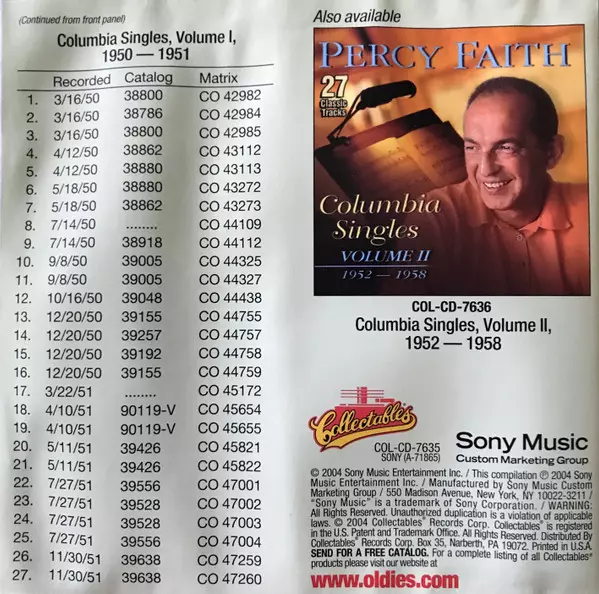 (Continued from front panel)
Columbia Singles, Volume I,
1950 — 1951
Recorded Catalog Matrix
1. 3/16/50 38800 CO 42982
2. 3/16/50 38786 CO 42984
3. 3/16/50 38800 CO 42985
4. 4/12/50 38862 CO 43112
5. 4/12/50 38880 CO 43113
6. 5/18/50 38880 CO 43272
7. 5/18/50 38862 CO 43273
8. 7/14/50 ........ CO 44109
9. 7/14/50 38918 CO 44112
10. 9/8/50 39005 CO 44325
11. 9/8/50 39005 CO 44327
12. 10/16/50 39048 CO 44438
13. 12/20/50 39155 CO 44755
14. 12/20/50 39257 CO 44757
15. 12/20/50 39192 CO 44758
16. 12/20/50 39155 CO 44759
17. 3/22/51 ........ CO 45172
18. 4/10/51 90119-V CO 45654
19. 4/10/51 90119-V CO 45655
20. 5/11/51 39426 CO 45821
21. 5/11/51 39426 CO 45822
22. 7/27/51 39556 CO 47001
23. 7/27/51 39528 CO 47002
24. 7/27/51 39528 CO 47003
25. 7/27/51 39556 CO 47004
26. 11/30/51 39638 CO 47259
27. 11/30/51 39638 CO 47260
Also available
PERCY FAITH
27
Classic
Tracks
Columbia
Singles
VOLUME II
1952 — 1958
COL-CD-7636
Columbia Singles, Volume II,
1952 — 1958
Collectables
COL-CD-7635
SONY (A-71865)
Sony Music
Custom Marketing Group
© 2004 Sony Music Entertainment Inc. / This compilation ℗ 2004 Sony
Music Entertainment Inc. / Manufactured by Sony Music Custom
Marketing Group / 550 Madison Avenue, New York, NY 10022-3211 /
"Sony Music" is a trademark of Sony Corporation. / WARNING:
All Rights Reserved. Unauthorized duplication is a violation of applicable
laws. © 2004 Collectables® Records Corp. Collectables® is registered
in the U.S. Patent and Trademark Office. All Rights Reserved. Distributed By
Collectables® Records Corp. Box 35, Narberth, PA 19072. Printed in U.S.A.
SEND FOR A FREE CATALOG. For a complete listing of all Collectables®
products please visit our website at
www.oldies.com®